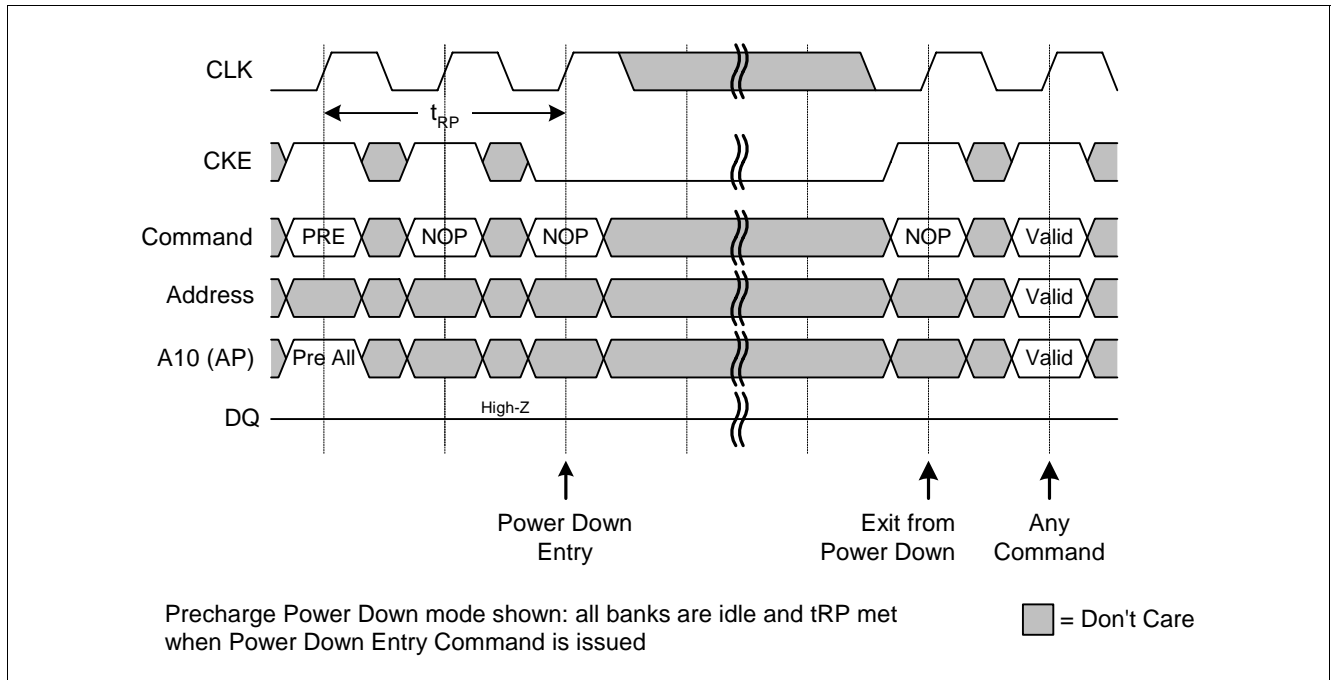 CLK
tRP
CKE
Command PRE NOP NOP NOP Valid
Address Valid
A10 (AP) Pre All Valid
High-Z
DQ
Power Down
Entry
Exit from
Power Down
Any
Command
Precharge Power Down mode shown: all banks are idle and tRP met
when Power Down Entry Command is issued
= Don't Care